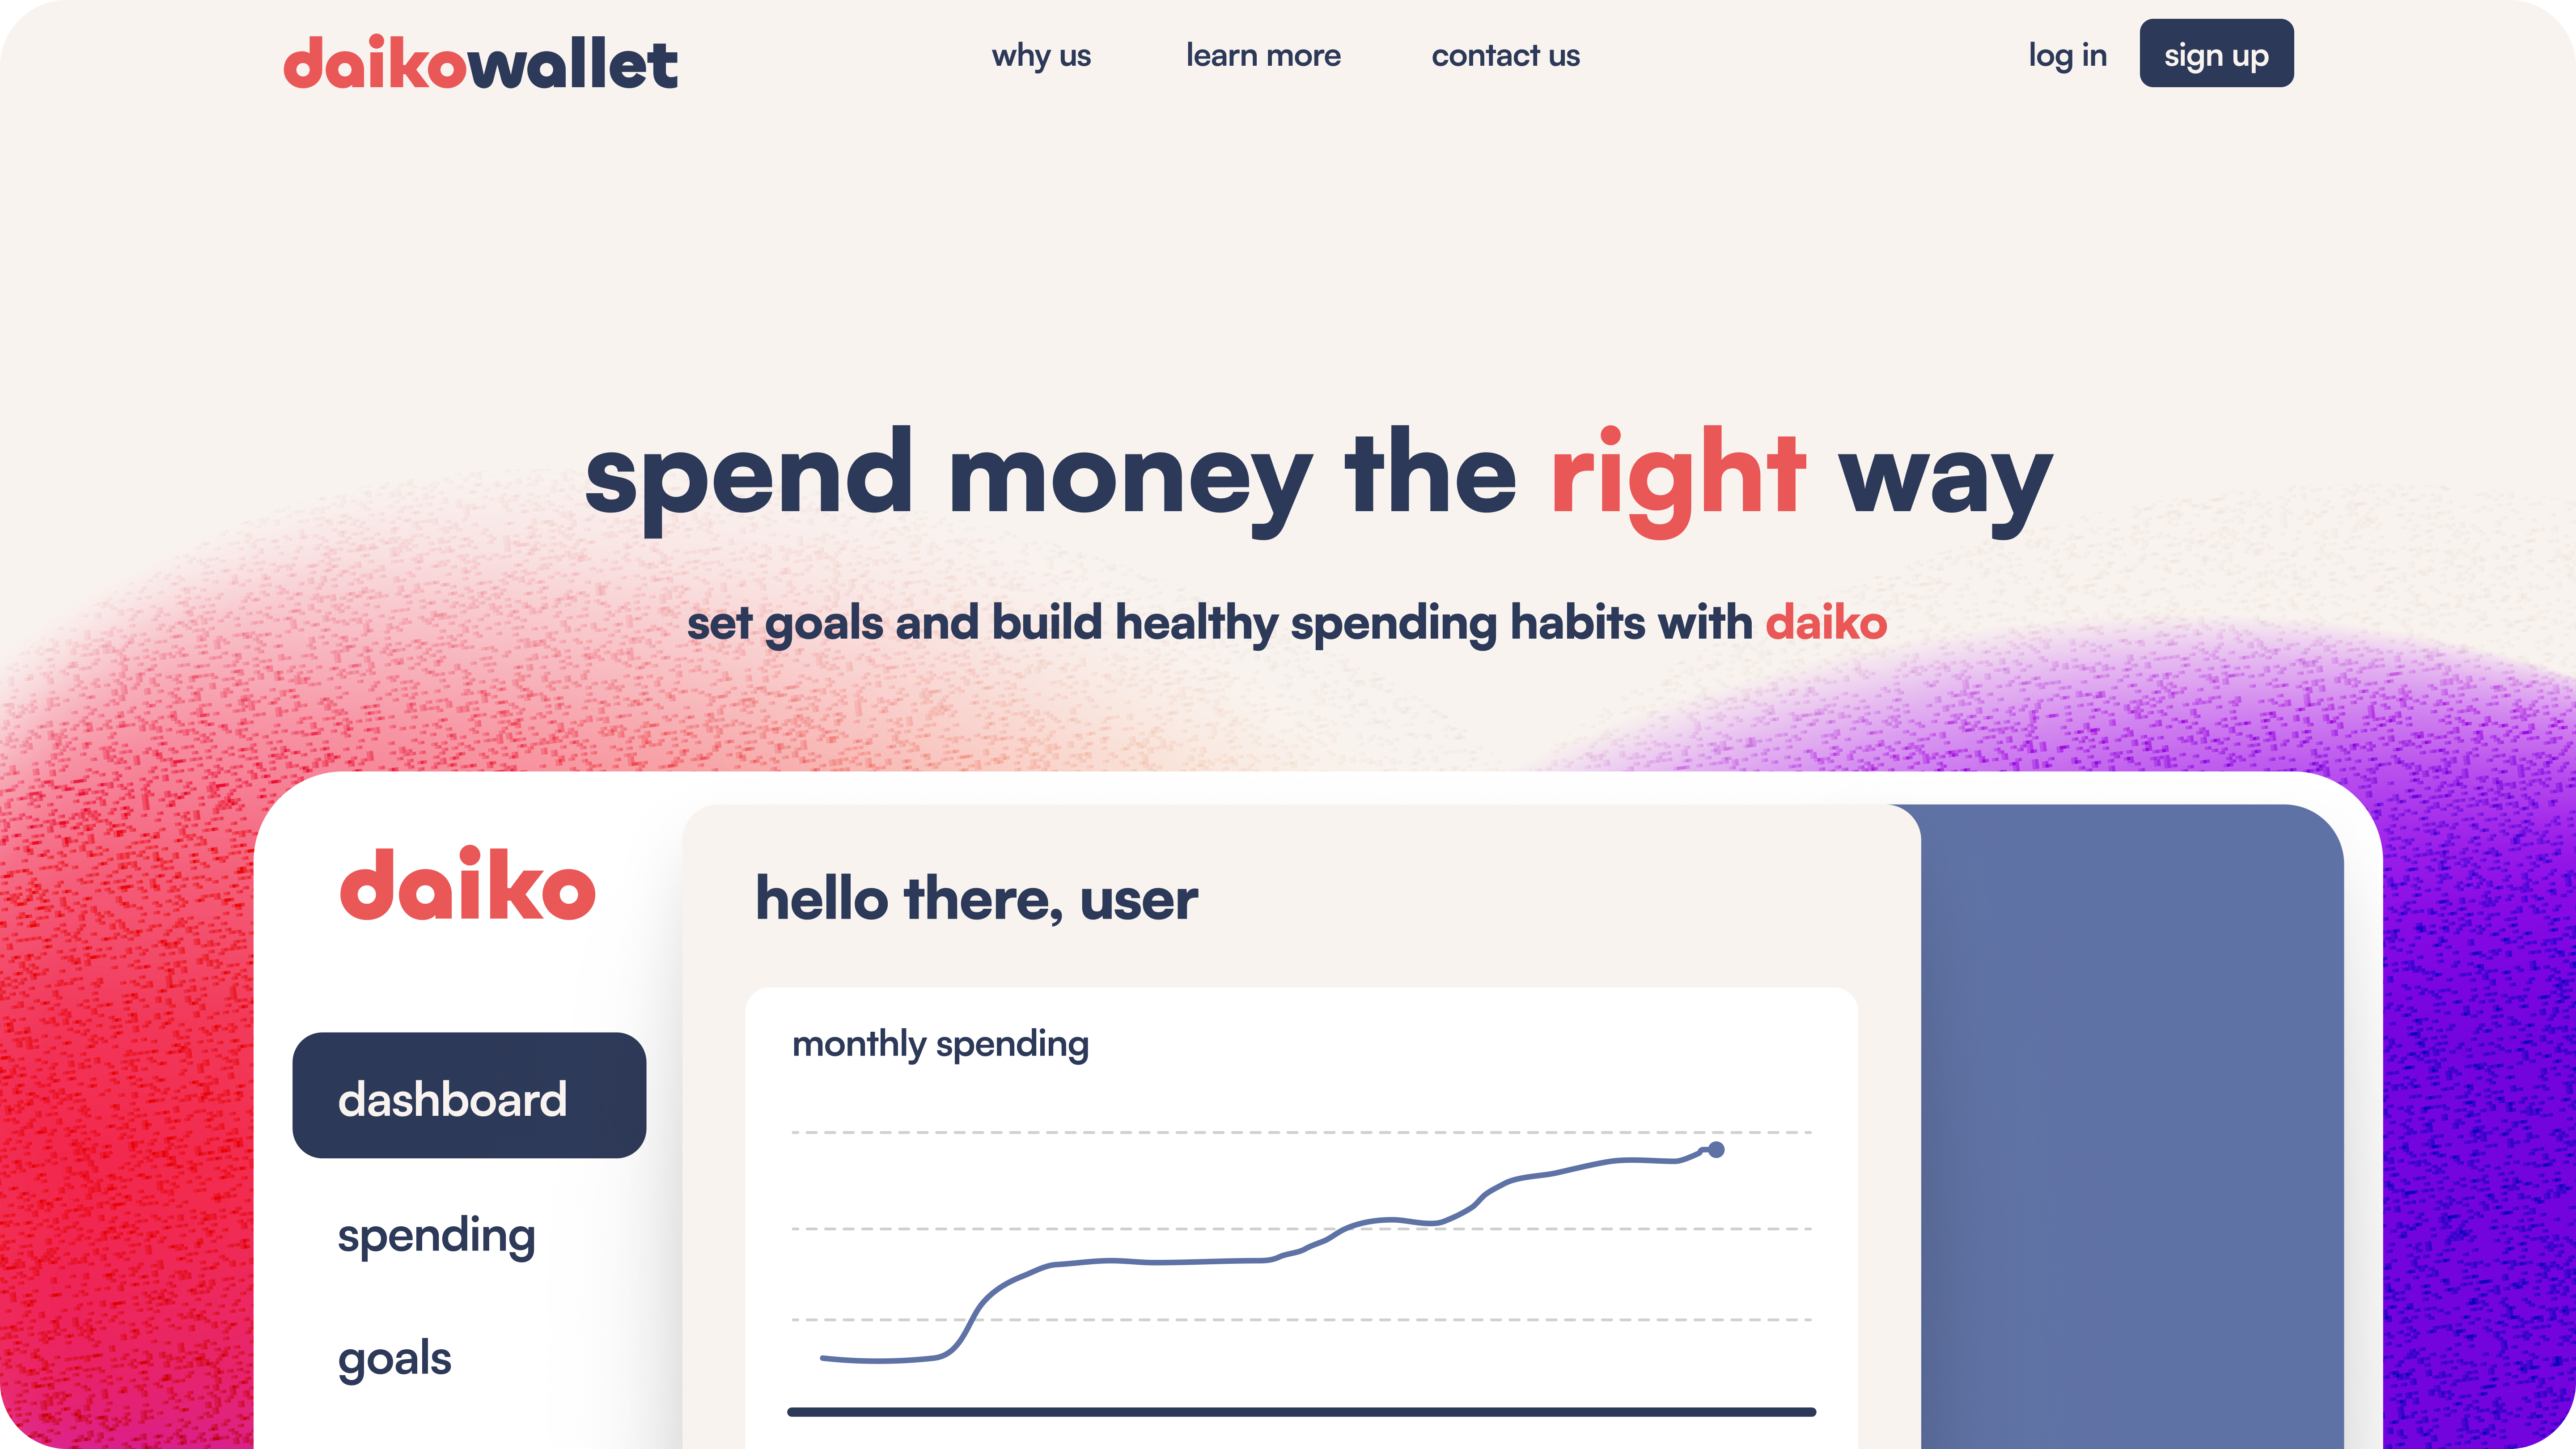 daikowallet
why us
learn more
contact us
log in
sign up
spend money the right way
set goals and build healthy spending habits with daiko
daiko
dashboard
spending
goals
hello there, user
monthly spending